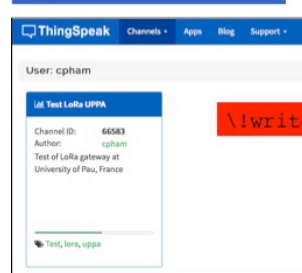 ThingSpeak Channels Apps Blog Support
User: cpham
Test LoRa UPPA
Channel ID: 66583
Author: cpham
Test of LoRa gateway at
University of Pau, France
\!writ
Test, lora, uppa